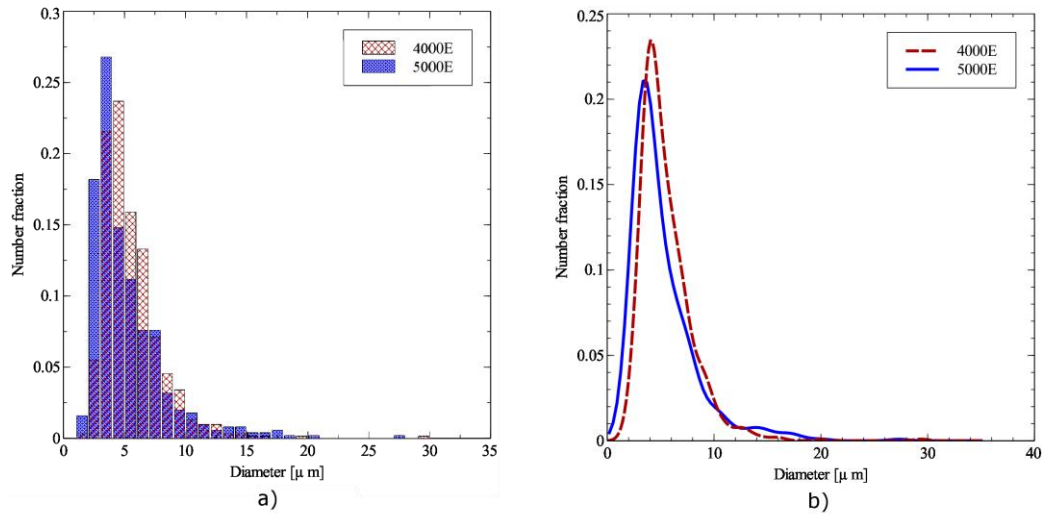 0.3
0.25
0.2
0.15
0.1
0.05
0
Number fraction
4000E
5000E
0 5 10 15 20 25 30 35
Diameter [µ m]
a)
0.25
0.2
0.15
0.1
0.05
0
Number fraction
4000E
5000E
0 10 20 30 40
Diameter [µ m]
b)